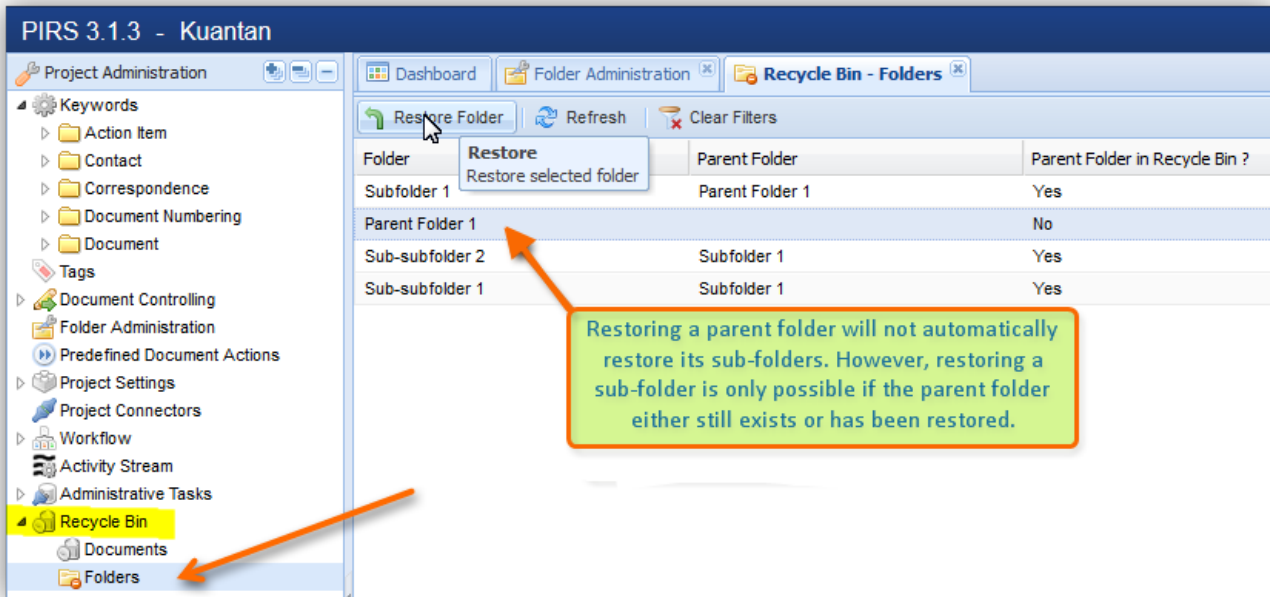 PIRS 3.1.3 - Kuantan
Project Administration
Keywords
Action Item
Contact
Correspondence
Document Numbering
Document
Tags
Document Controlling
Folder Administration
Predefined Document Actions
Project Settings
Project Connectors
Workflow
Activity Stream
Administrative Tasks
Recycle Bin
Documents
Folders
Dashboard Folder Administration Recycle Bin - Folders
Restore Folder Refresh Clear Filters
Restore
Restore selected folder
Folder Parent Folder Parent Folder in Recycle Bin ?
Subfolder 1 Parent Folder 1 Yes
Parent Folder 1 No
Sub-subfolder 2 Subfolder 1 Yes
Sub-subfolder 1 Subfolder 1 Yes
Restoring a parent folder will not automatically
restore its sub-folders. However, restoring a
sub-folder is only possible if the parent folder
either still exists or has been restored.